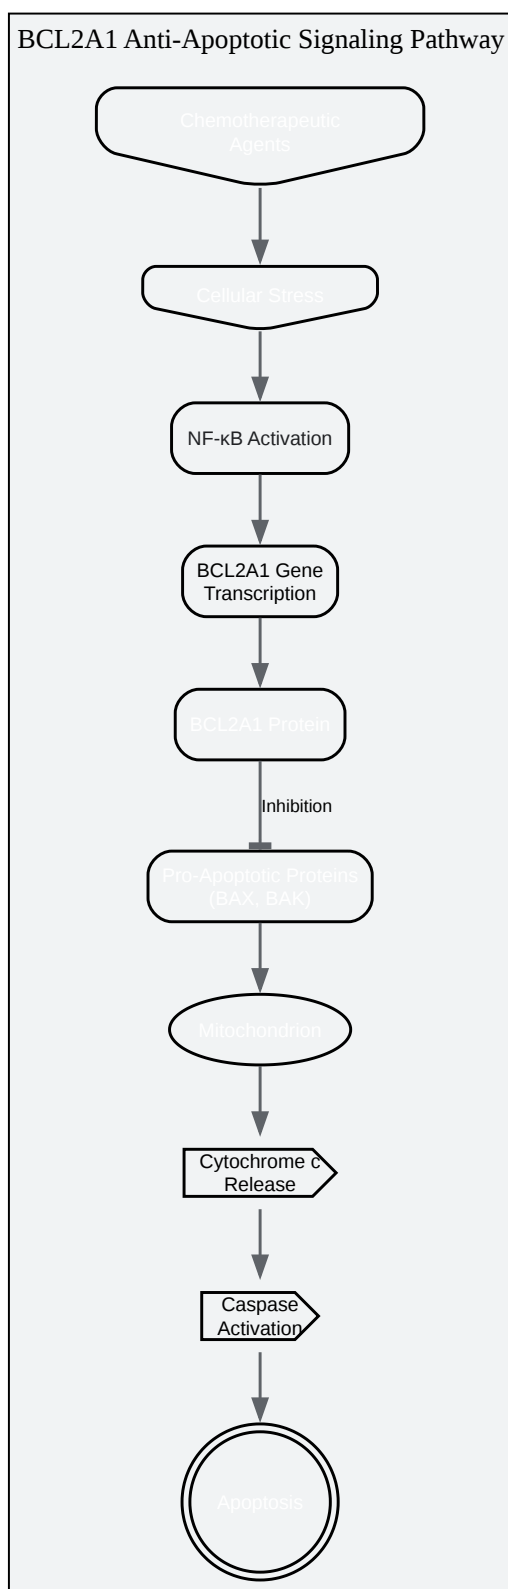 BCL2A1 Anti-Apoptotic Signaling Pathway
Chemotherapeutic
Agents
Cellular Stress
NF-κB Activation
BCL2A1 Gene
Transcription
BCL2A1 Protein
Inhibition
Pro-Apoptotic Proteins
(BAX, BAK)
Mitochondrion
Cytochrome c
Release
Caspase
Activation
Apoptosis